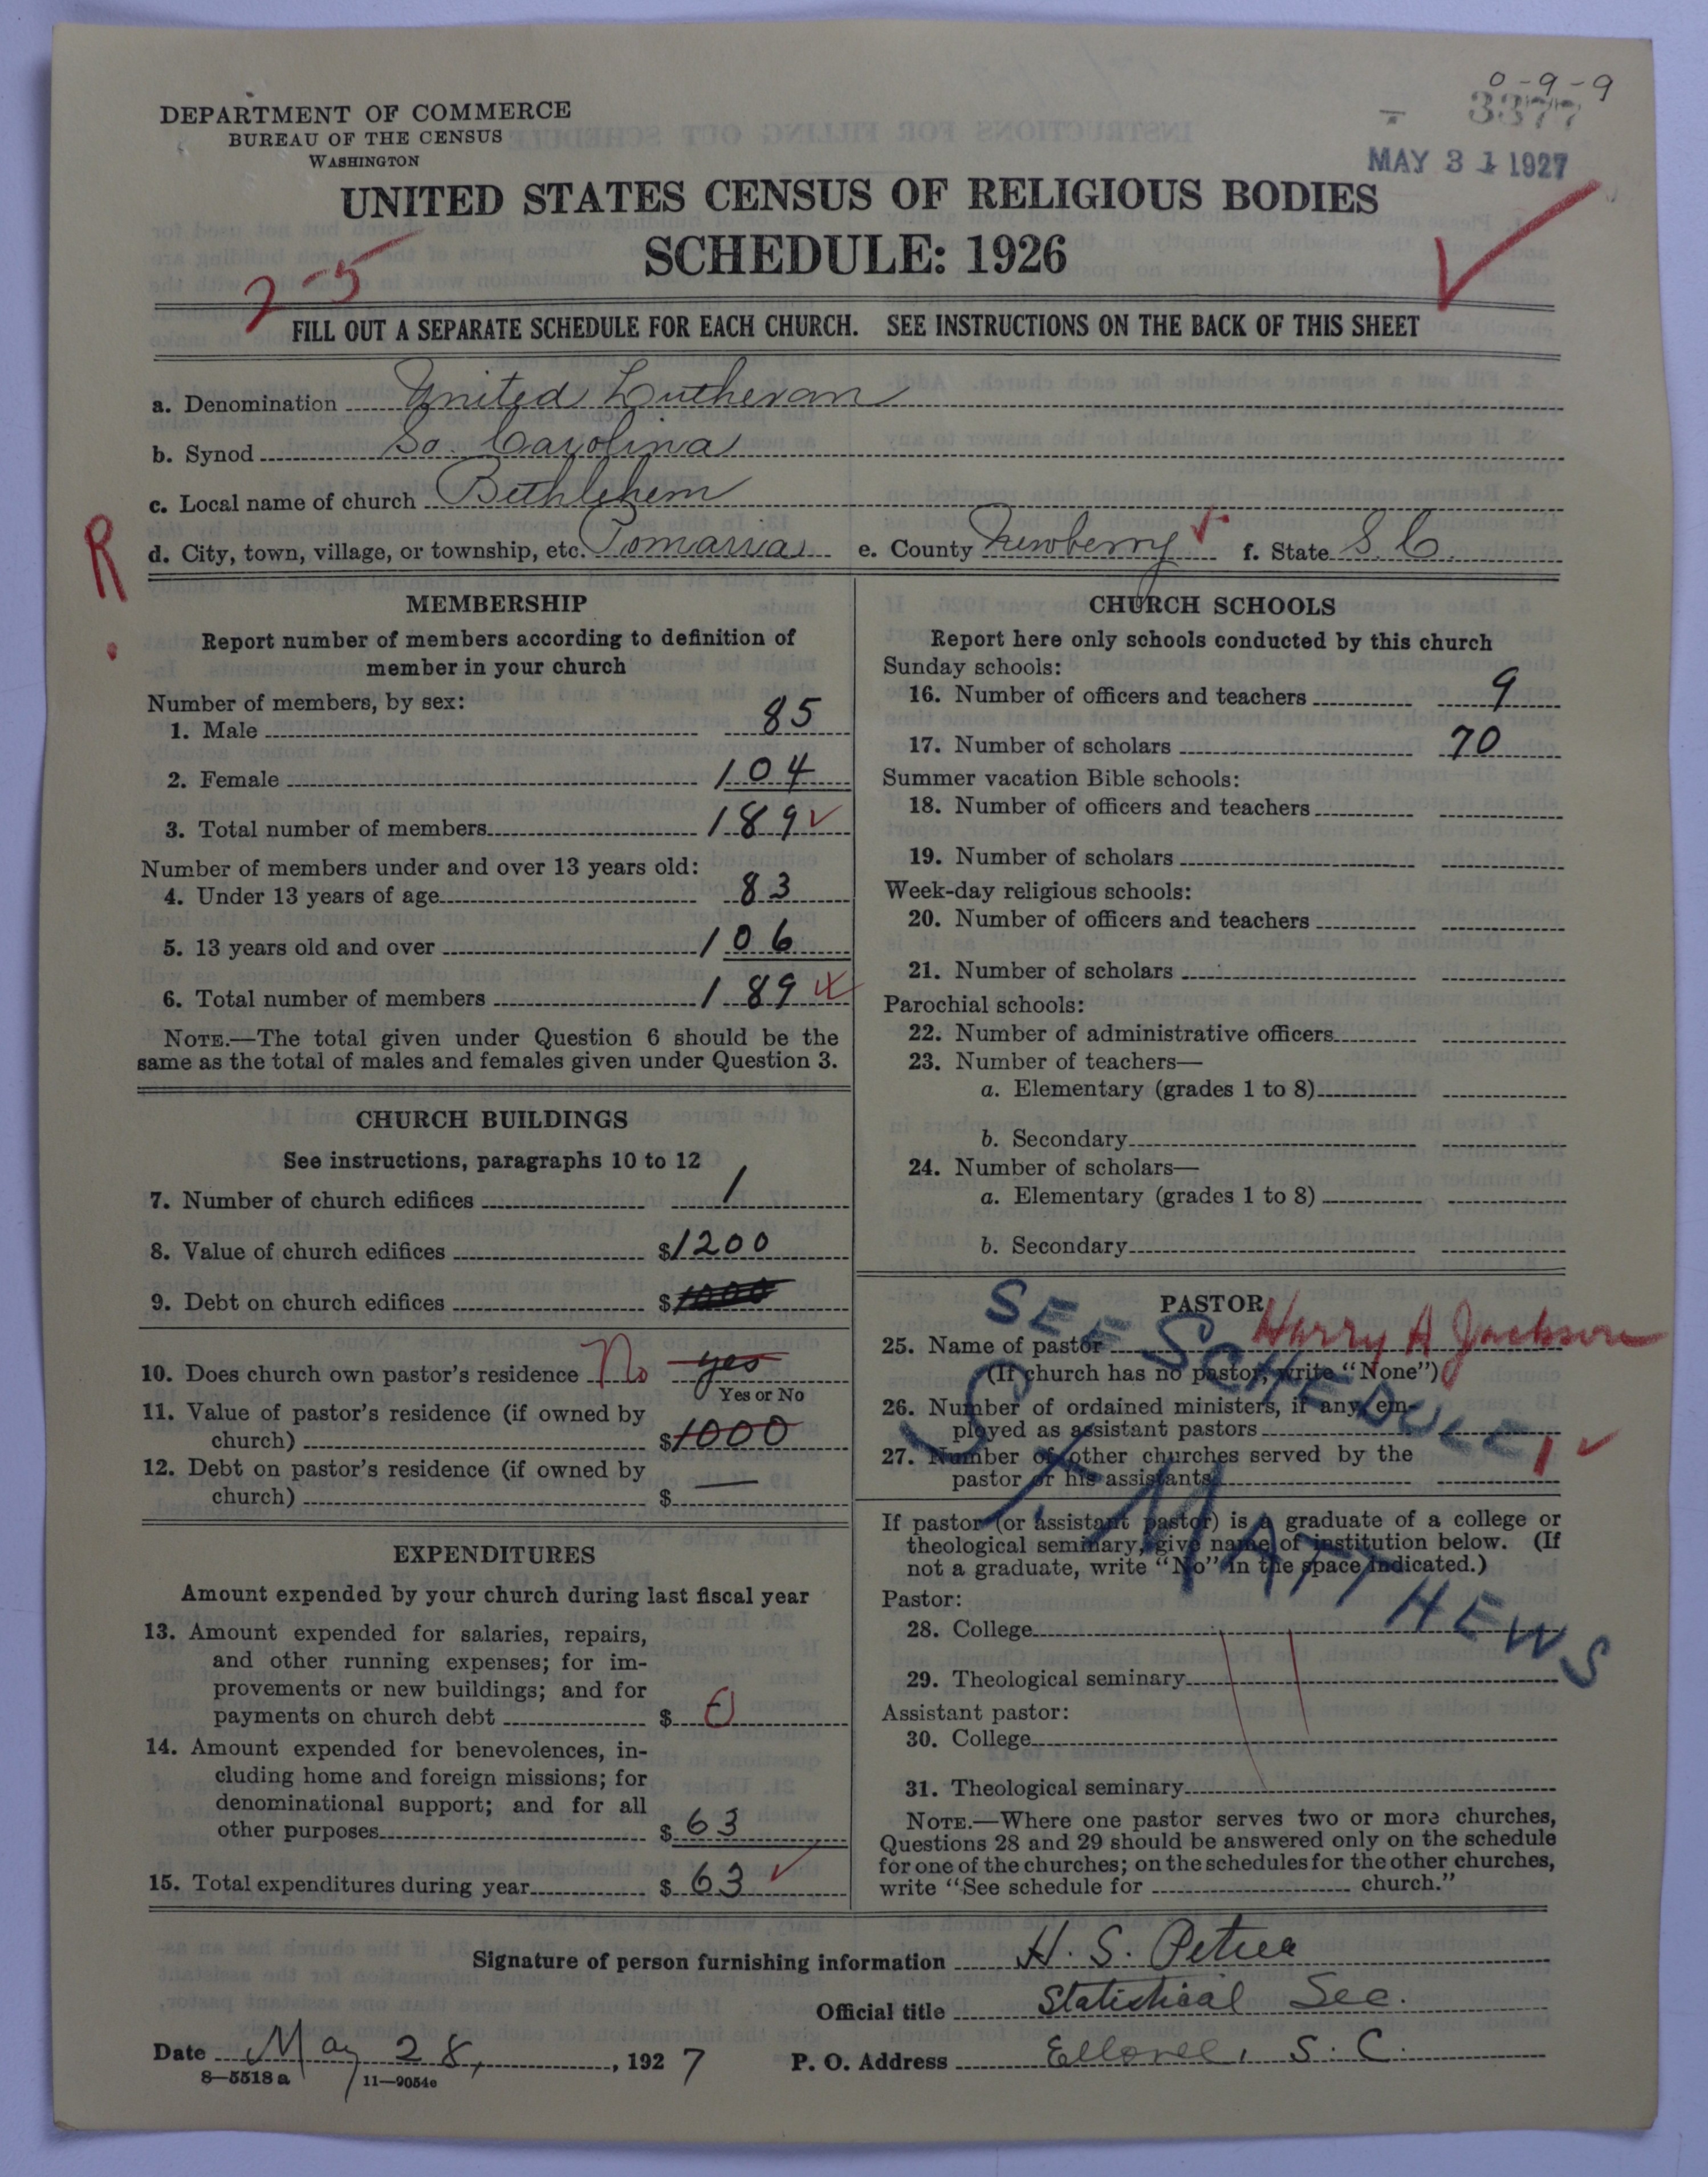 0-9-9
3377
DEPARTMENT OF COMMERCE
BUREAU OF THE CENSUS
WASHINGTON
MAY 31 1927
UNITED STATES CENSUS OF RELIGIOUS BODIES
SCHEDULE: 1926
2-5
FILL OUT A SEPARATE SCHEDULE FOR EACH CHURCH. SEE INSTRUCTIONS ON THE BACK OF THIS SHEET
a. Denomination United Lutheran
b. Synod So. Carolina
c. Local name of church Bethlehem
R
d. City, town, village, or township, etc. Pomaria e. County Newberry f. State S.C.
MEMBERSHIP
Report number of members according to definition of
member in your church
Number of members, by sex:
1. Male 85
2. Female 104
3. Total number of members 189
Number of members under and over 13 years old:
4. Under 13 years of age 83
5. 13 years old and over 106
6. Total number of members 189
NOTE.—The total given under Question 6 should be the
same as the total of males and females given under Question 3.
CHURCH BUILDINGS
See instructions, paragraphs 10 to 12
7. Number of church edifices 1
8. Value of church edifices $1200
9. Debt on church edifices $1000
10. Does church own pastor's residence No yes
Yes or No
11. Value of pastor's residence (if owned by
church) $1000
12. Debt on pastor's residence (if owned by
church) $ —
EXPENDITURES
Amount expended by your church during last fiscal year
13. Amount expended for salaries, repairs,
and other running expenses; for im-
provements or new buildings; and for
payments on church debt $ 0
14. Amount expended for benevolences, in-
cluding home and foreign missions; for
denominational support; and for all
other purposes $ 63
15. Total expenditures during year $ 63
CHURCH SCHOOLS
Report here only schools conducted by this church
Sunday schools:
16. Number of officers and teachers 9
17. Number of scholars 70
Summer vacation Bible schools:
18. Number of officers and teachers
19. Number of scholars
Week-day religious schools:
20. Number of officers and teachers
21. Number of scholars
Parochial schools:
22. Number of administrative officers
23. Number of teachers—
a. Elementary (grades 1 to 8)
b. Secondary
24. Number of scholars—
a. Elementary (grades 1 to 8)
b. Secondary
PASTOR
25. Name of pastor Harry A Jackson
(If church has no pastor, write "None")
26. Number of ordained ministers, if any, em-
ployed as assistant pastors
27. Number of other churches served by the
pastor or his assistants 1
SEE SCHEDULE
St. MATTHEWS
If pastor (or assistant pastor) is a graduate of a college or
theological seminary, give name of institution below. (If
not a graduate, write "No" in the space indicated.)
Pastor:
28. College
29. Theological seminary
Assistant pastor:
30. College
31. Theological seminary
NOTE.—Where one pastor serves two or more churches,
Questions 28 and 29 should be answered only on the schedule
for one of the churches; on the schedules for the other churches,
write "See schedule for church."
Signature of person furnishing information H. S. Petrea
Official title Statistical Sec.
Date May 28, 1927 P. O. Address Elloree, S. C.
8—5518 a 11—9054c